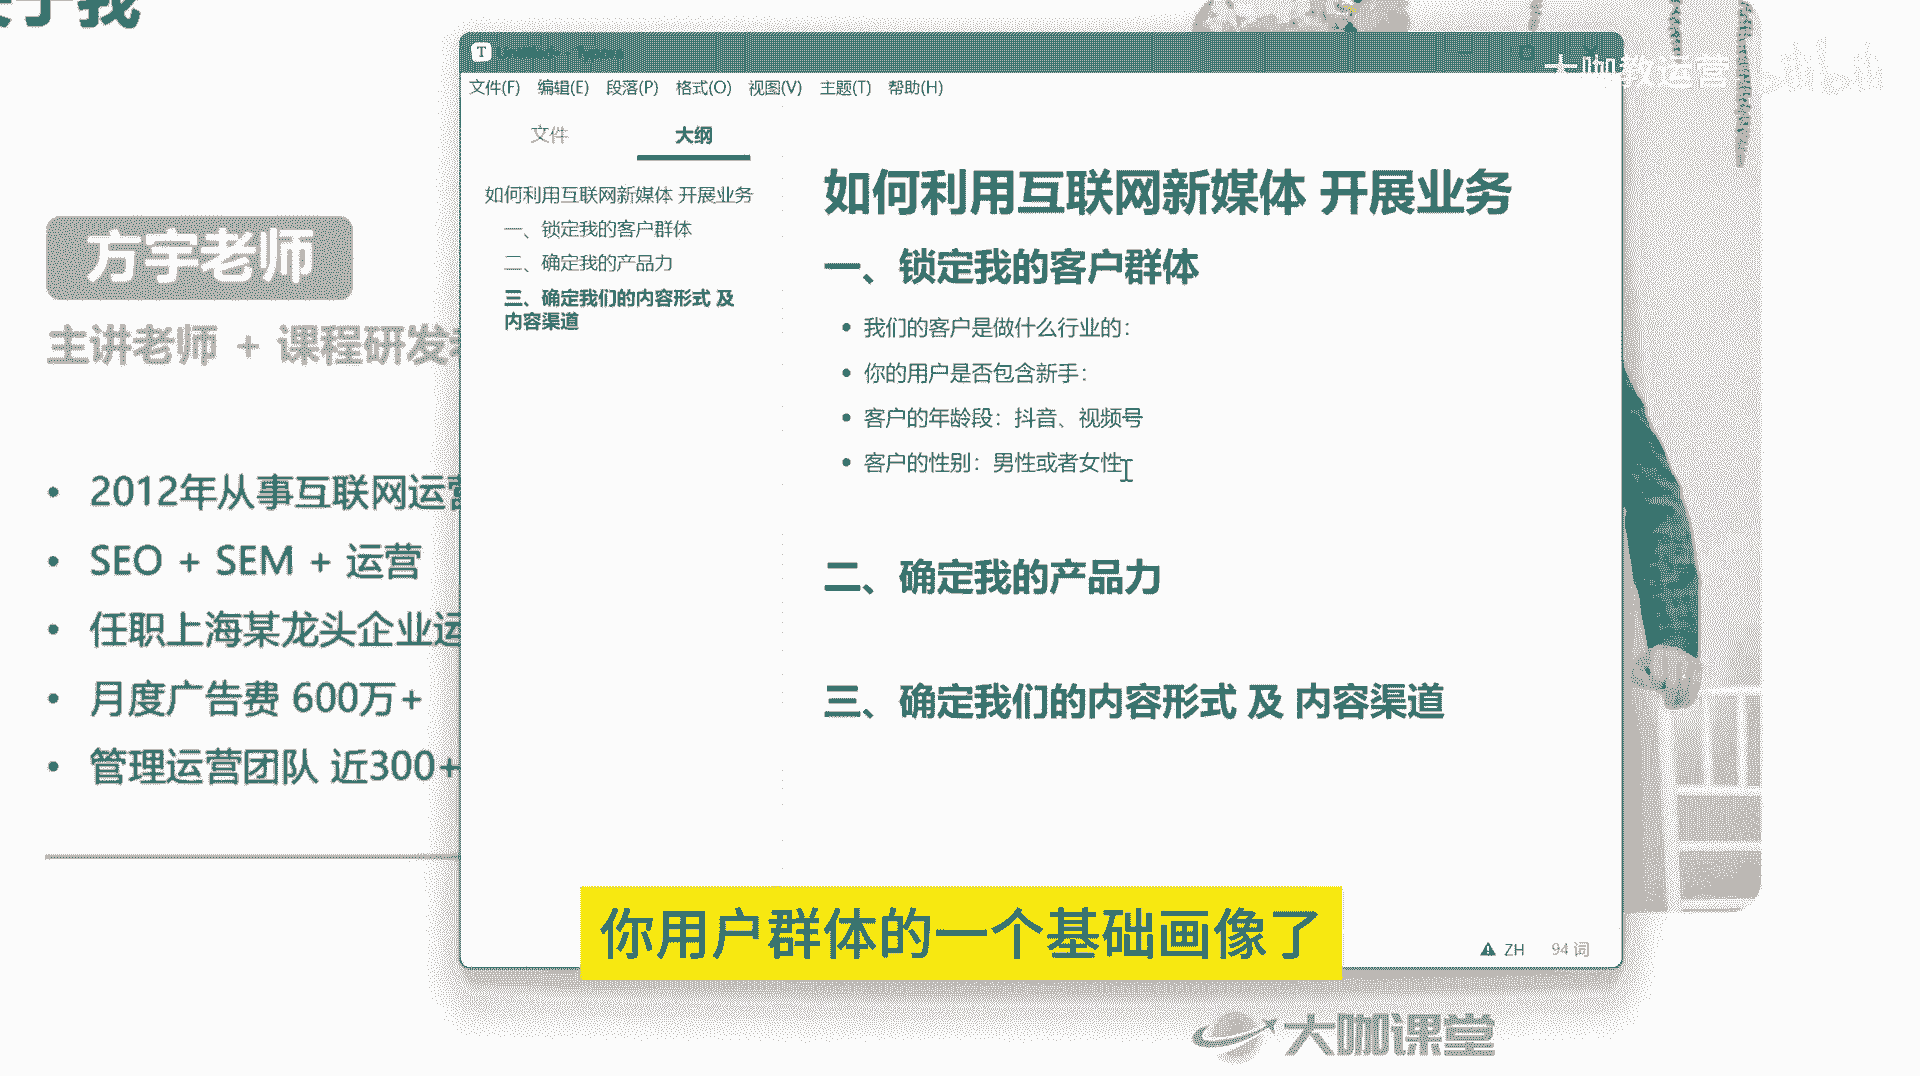 于我
大咖教运营 bilibili
T
文件(F) 编辑(E) 段落(P) 格式(O) 视图(V) 主题(T) 帮助(H)
文件 大纲
如何利用互联网新媒体 开展业务
一、锁定我的客户群体
二、确定我的产品力
三、确定我们的内容形式 及
内容渠道
如何利用互联网新媒体 开展业务
一、锁定我的客户群体
• 我们的客户是做什么行业的：
• 你的用户是否包含新手：
• 客户的年龄段：抖音、视频号
• 客户的性别：男性或者女性
二、确定我的产品力
三、确定我们的内容形式 及 内容渠道
ZH 94 词
方宇老师
主讲老师 + 课程研发
• 2012年从事互联网运营
• SEO + SEM + 运营
• 任职上海某龙头企业运
• 月度广告费 600万+
• 管理运营团队 近300+
你用户群体的一个基础画像了
大咖课堂